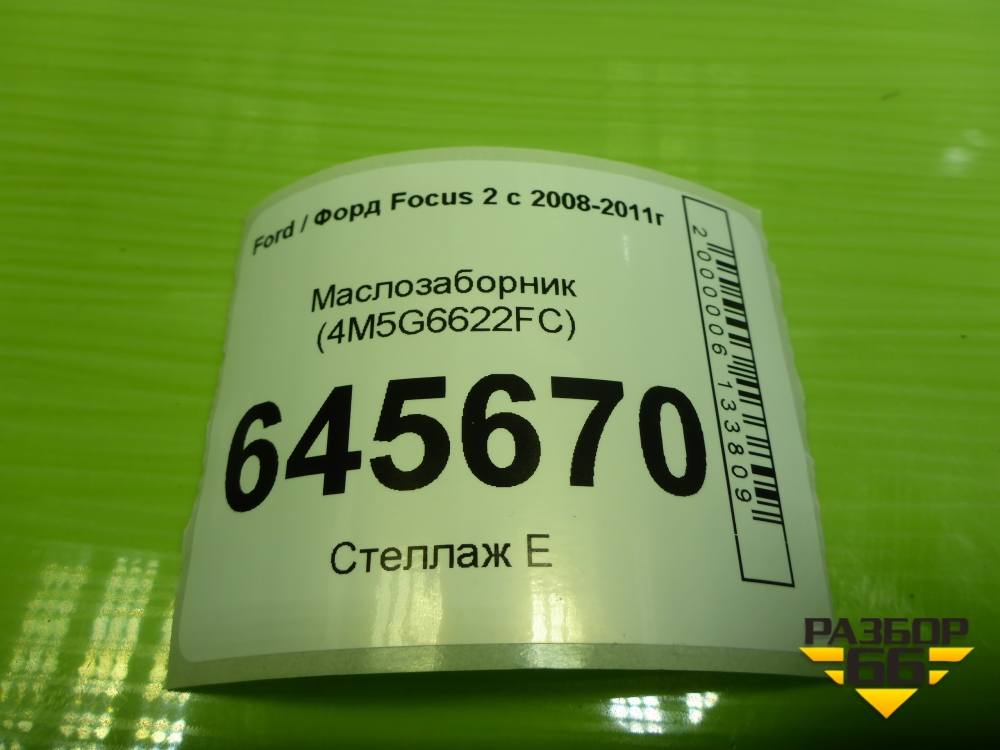 Ford / Форд Focus 2 с 2008-2011г
Маслозаборник
(4M5G6622FC)
645670
Стеллаж Е
2000006133809
РАЗБОР
66